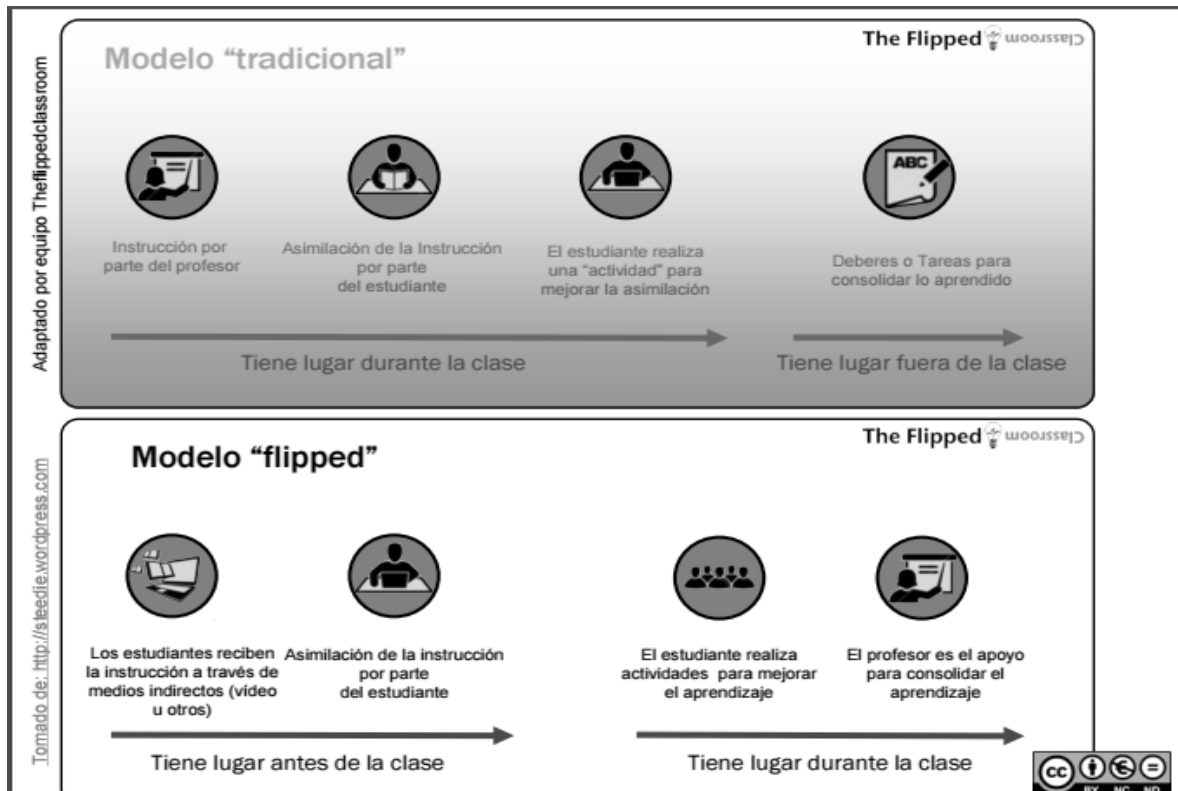 Adaptado por equipo Theflippedclassroom
The Flipped Classroom
Modelo “tradicional”
ABC
Instrucción por
parte del profesor
Asimilación de la Instrucción
por parte
del estudiante
El estudiante realiza
una “actividad” para
mejorar la asimilación
Deberes o Tareas para
consolidar lo aprendido
Tiene lugar durante la clase
Tiene lugar fuera de la clase
Tomado de: http://steedie.wordpress.com
The Flipped Classroom
Modelo “flipped”
Los estudiantes reciben
la instrucción a través de
medios indirectos (vídeo
u otros)
Asimilación de la instrucción
por parte
del estudiante
El estudiante realiza
actividades para mejorar
el aprendizaje
El profesor es el apoyo
para consolidar el
aprendizaje
Tiene lugar antes de la clase
Tiene lugar durante la clase
cc
BY NC ND